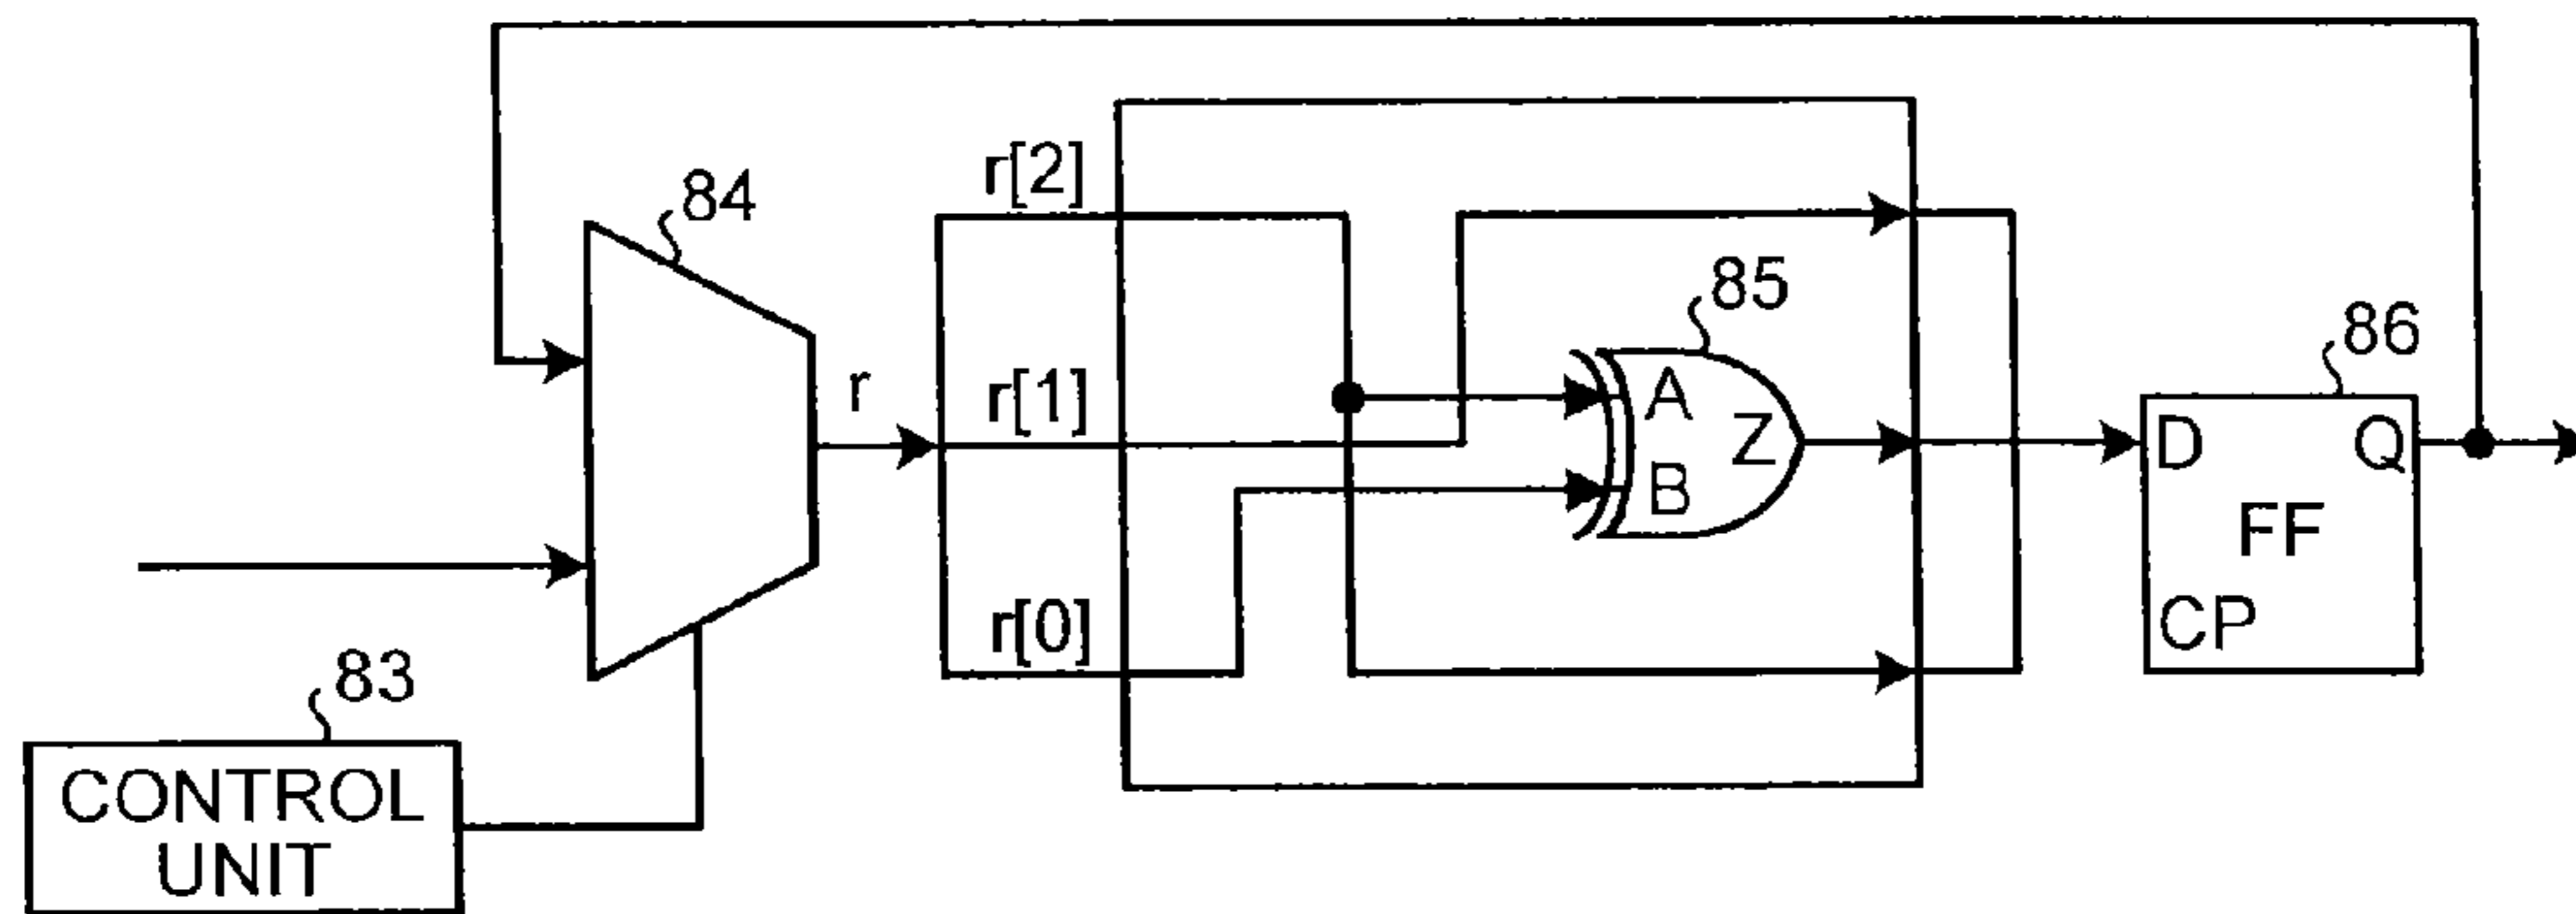 84
r
r[2]
r[1]
r[0]
85
A
B
Z
86
D
Q
FF
CP
83
CONTROL
UNIT